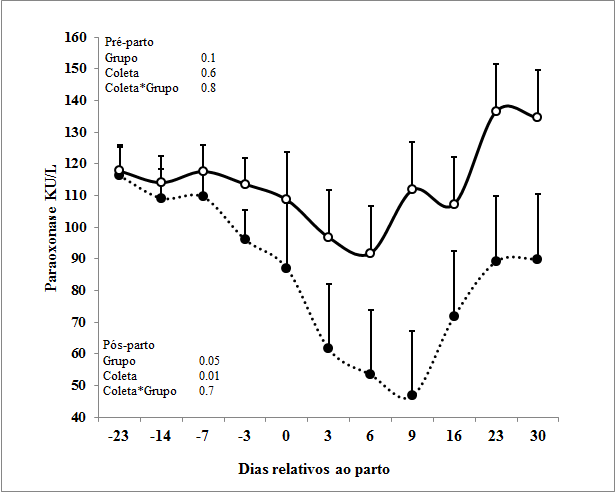 160
150
140
130
120
110
100
90
80
70
60
50
40
Paraoxonase KU/L
Pré-parto
Grupo 0.1
Coleta 0.6
Coleta*Grupo 0.8
Pós-parto
Grupo 0.05
Coleta 0.01
Coleta*Grupo 0.7
-23 -14 -7 -3 0 3 6 9 16 23 30
Dias relativos ao parto